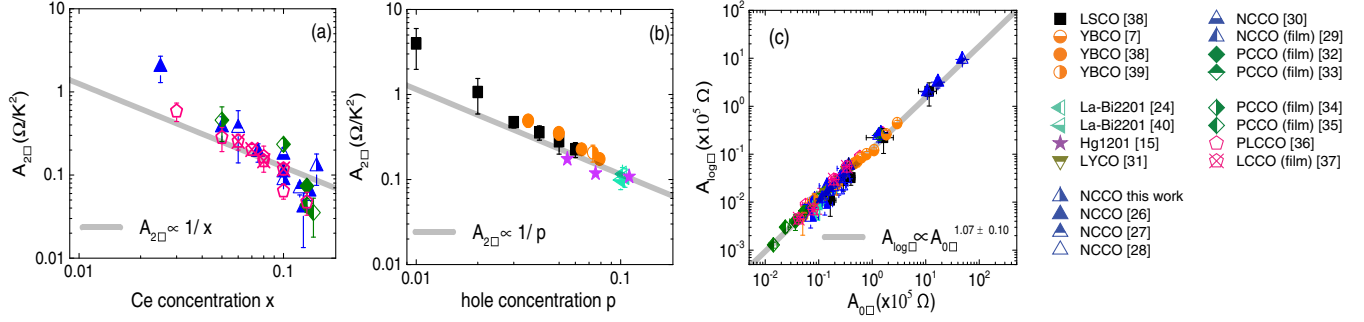 (a)
10
1
0.1
0.01
0.01
0.1
A2□(Ω/K²)
A2□∝ 1/ x
Ce concentration x
(b)
10
1
0.1
0.01
0.01
0.1
A2□(Ω/K²)
A2□∝ 1/ p
hole concentration p
(c)
10²
10¹
10⁰
10⁻¹
10⁻²
10⁻³
10⁻² 10⁻¹ 10⁰ 10¹ 10²
Alog□(x10⁵ Ω)
Alog□∝A0□ 1.07 ± 0.10
A0□(x10⁵ Ω)
LSCO [38]
YBCO [7]
YBCO [38]
YBCO [39]
La-Bi2201 [24]
La-Bi2201 [40]
Hg1201 [15]
LYCO [31]
NCCO this work
NCCO [26]
NCCO [27]
NCCO [28]
NCCO [30]
NCCO (film) [29]
PCCO (film) [32]
PCCO (film) [33]
PCCO (film) [34]
PCCO (film) [35]
PLCCO [36]
LCCO (film) [37]